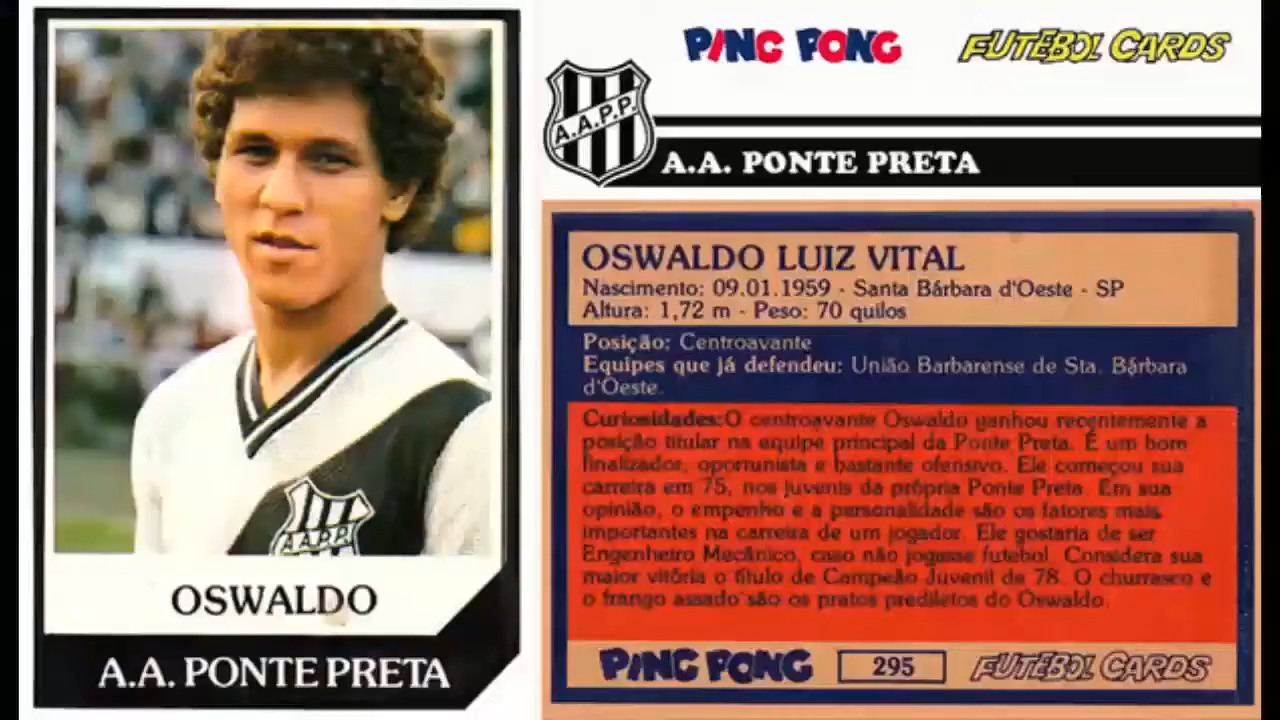 A.A.P.P.
OSWALDO
A.A. PONTE PRETA
PING PONG FUTEBOL CARDS
A.A.P.P.
A.A. PONTE PRETA
OSWALDO LUIZ VITAL
Nascimento: 09.01.1959 - Santa Bárbara d'Oeste - SP
Altura: 1,72 m - Peso: 70 quilos
Posição: Centroavante
Equipes que já defendeu: União Barbarense de Sta. Bárbara
d'Oeste.
Curiosidades: O centroavante Oswaldo ganhou recentemente a
posição titular na equipe principal da Ponte Preta. É um bom
finalizador, oportunista e bastante ofensivo. Ele começou sua
carreira em 75, nos juvenis da própria Ponte Preta. Em sua
opinião, o empenho e a personalidade são os fatores mais
importantes na carreira de um jogador. Ele gostaria de ser
Engenheiro Mecânico, caso não jogasse futebol. Considera sua
maior vitória o título de Campeão Juvenil de 78. O churrasco e
o frango assado são os pratos prediletos do Oswaldo.
PING PONG 295 FUTEBOL CARDS